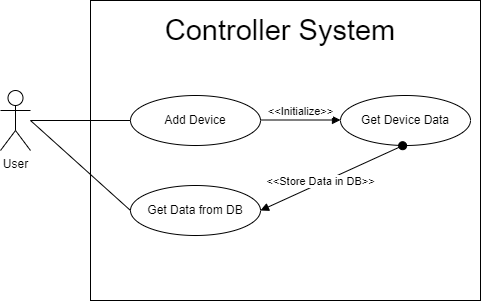 Controller System
<<Initialize>>
Add Device
Get Device Data
User
<<Store Data in DB>>
Get Data from DB